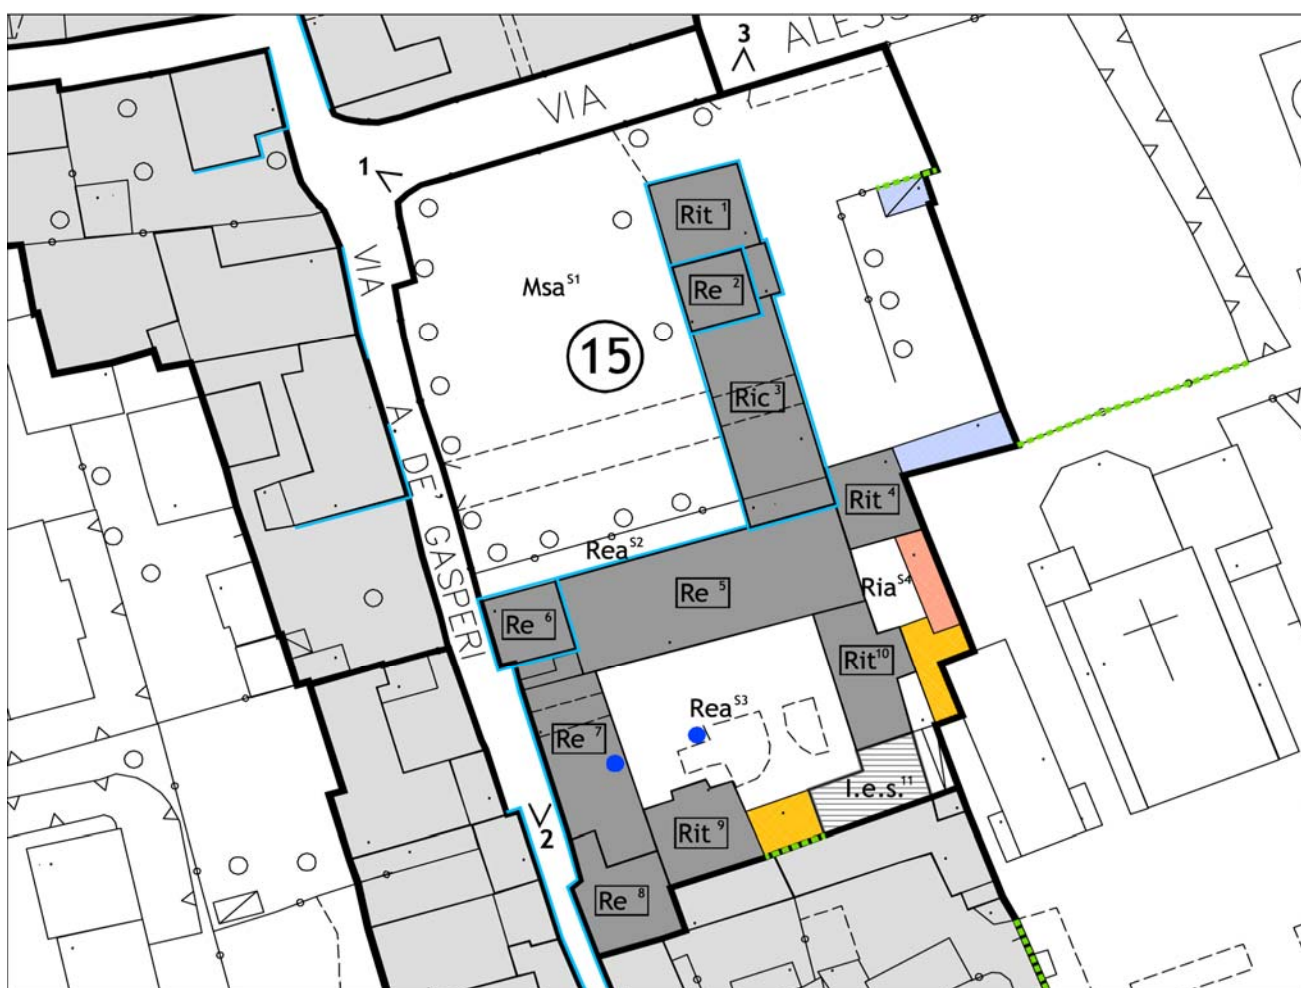 3
ALESS
VIA
1
Rit 1
VIA
Msa S1
Re 2
15
Ric 3
A. DE' GASPERI
Rit 4
Rea S2
Re 5
Ria S4
Re 6
Rit 10
Rea S3
Re 7
I.e.s. 11
2
Rit 9
Re 8